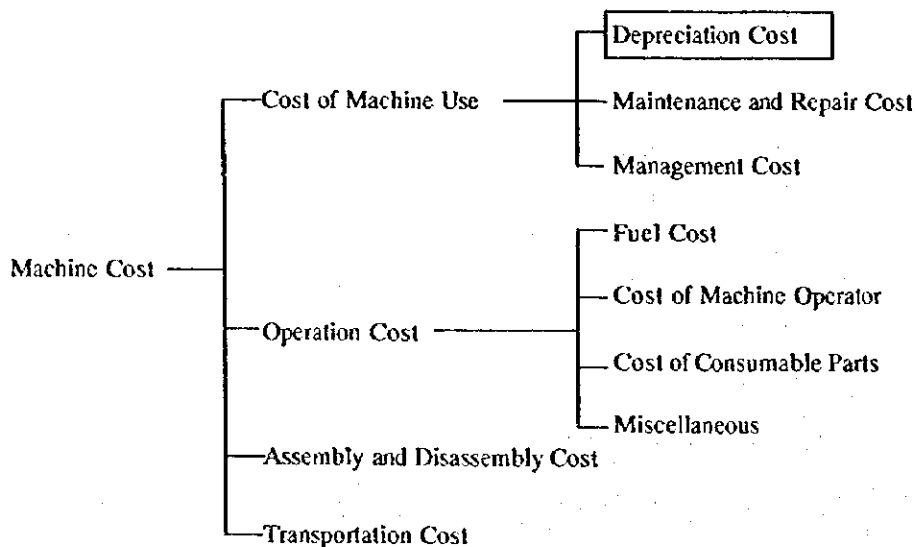 Depreciation Cost
Cost of Machine Use
Maintenance and Repair Cost
Management Cost
Machine Cost
Fuel Cost
Cost of Machine Operator
Operation Cost
Cost of Consumable Parts
Miscellaneous
Assembly and Disassembly Cost
Transportation Cost